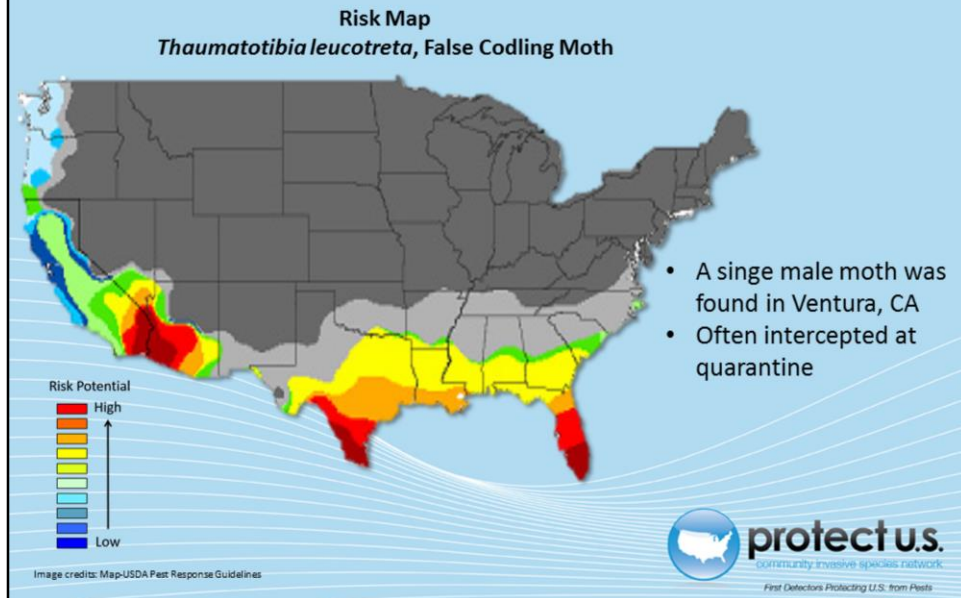 Risk Map
Thaumatotibia leucotreta, False Codling Moth
• A singe male moth was
found in Ventura, CA
• Often intercepted at
quarantine
Risk Potential
High
Low
Image credits: Map-USDA Pest Response Guidelines
protect u.s.
community invasive species network
First Detectors Protecting U.S. from Pests